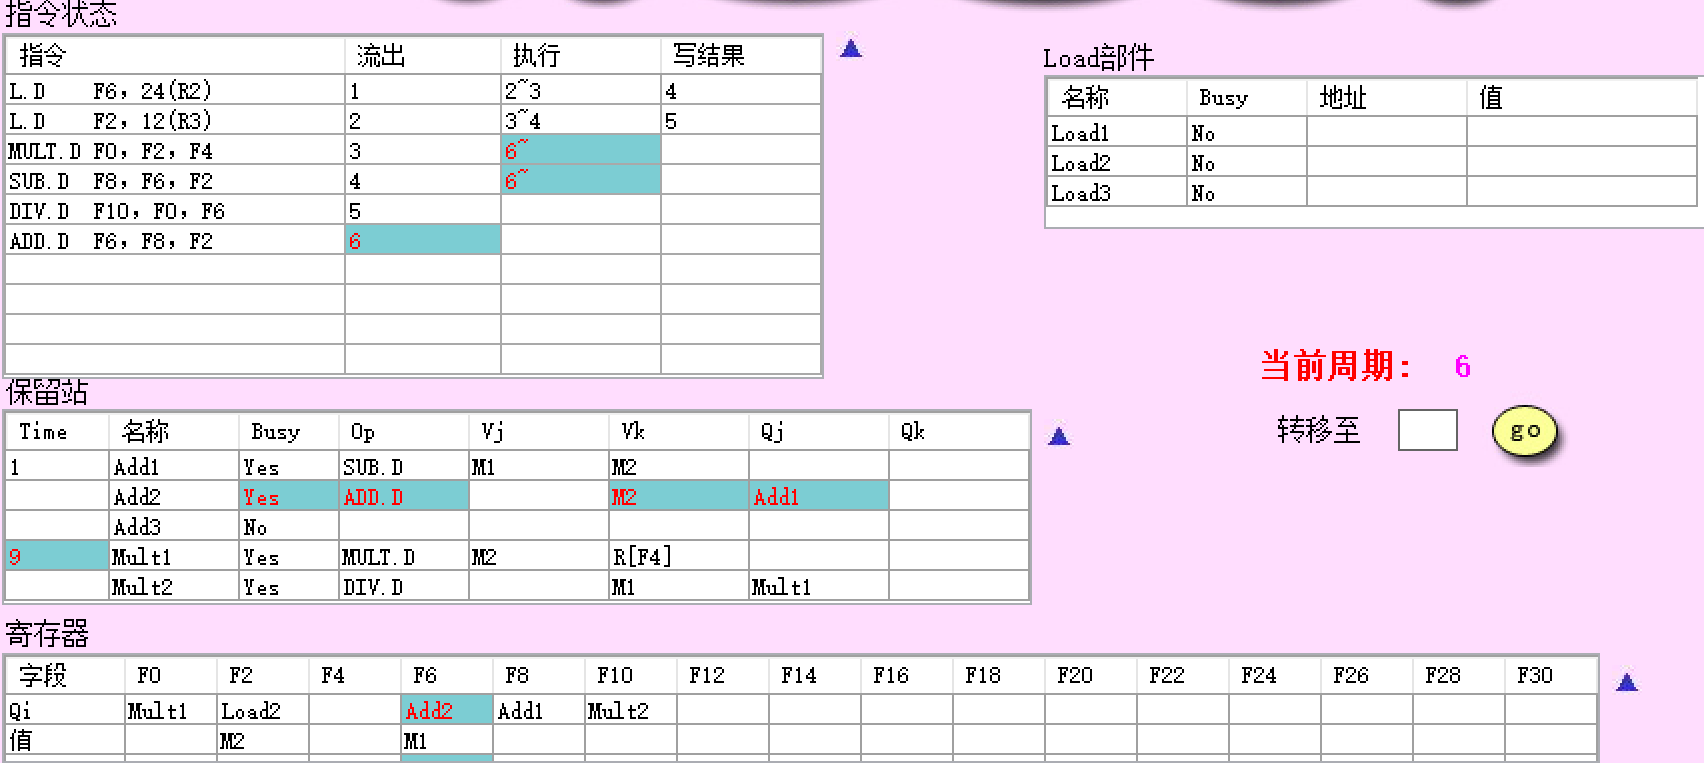 指令状态
指令 流出 执行 写结果
L.D F6, 24(R2) 1 2~3 4
L.D F2, 12(R3) 2 3~4 5
MULT.D F0, F2, F4 3 6~
SUB.D F8, F6, F2 4 6~
DIV.D F10, F0, F6 5
ADD.D F6, F8, F2 6
Load部件
名称 Busy 地址 值
Load1 No
Load2 No
Load3 No
当前周期: 6
转移至 go
保留站
Time 名称 Busy Op Vj Vk Qj Qk
1 Add1 Yes SUB.D M1 M2
Add2 Yes ADD.D M2 Add1
Add3 No
9 Mult1 Yes MULT.D M2 R[F4]
Mult2 Yes DIV.D M1 Mult1
寄存器
字段 F0 F2 F4 F6 F8 F10 F12 F14 F16 F18 F20 F22 F24 F26 F28 F30
Qi Mult1 Load2 Add2 Add1 Mult2
值 M2 M1